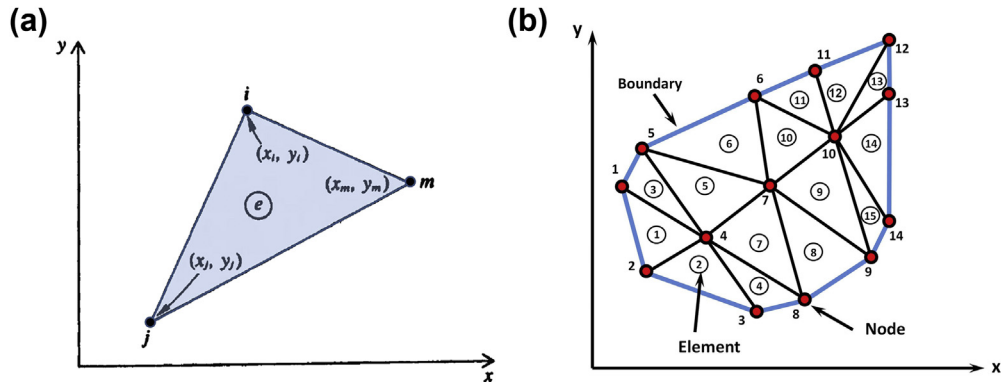 (a)
y
i
(xᵢ, yᵢ)
(xₘ, yₘ)
m
e
(xⱼ, yⱼ)
j
x
(b)
y
12
11
6
13
Boundary
11
12
13
5
10
6
10
14
1
3
5
7
9
4
15
14
1
7
8
2
2
9
4
3
8
Node
Element
x